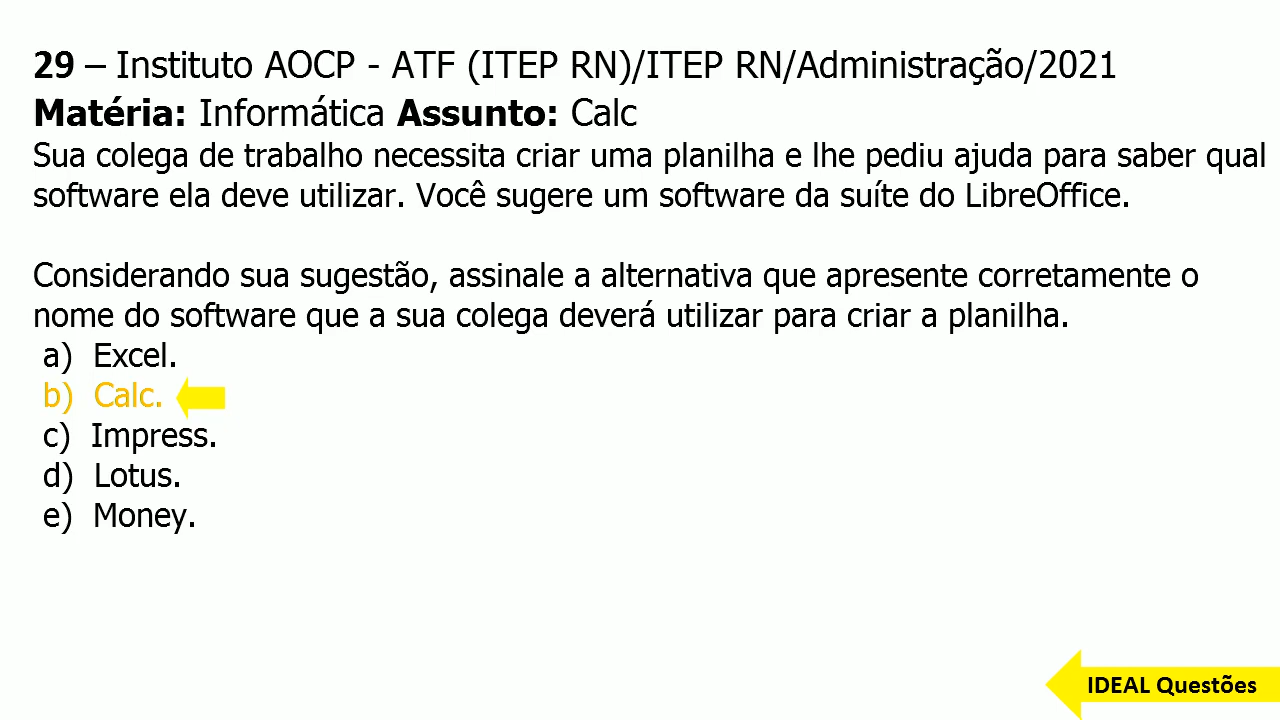 29 – Instituto AOCP - ATF (ITEP RN)/ITEP RN/Administração/2021
Matéria: Informática Assunto: Calc
Sua colega de trabalho necessita criar uma planilha e lhe pediu ajuda para saber qual
software ela deve utilizar. Você sugere um software da suíte do LibreOffice.
Considerando sua sugestão, assinale a alternativa que apresente corretamente o
nome do software que a sua colega deverá utilizar para criar a planilha.
a) Excel.
b) Calc.
c) Impress.
d) Lotus.
e) Money.
IDEAL Questões